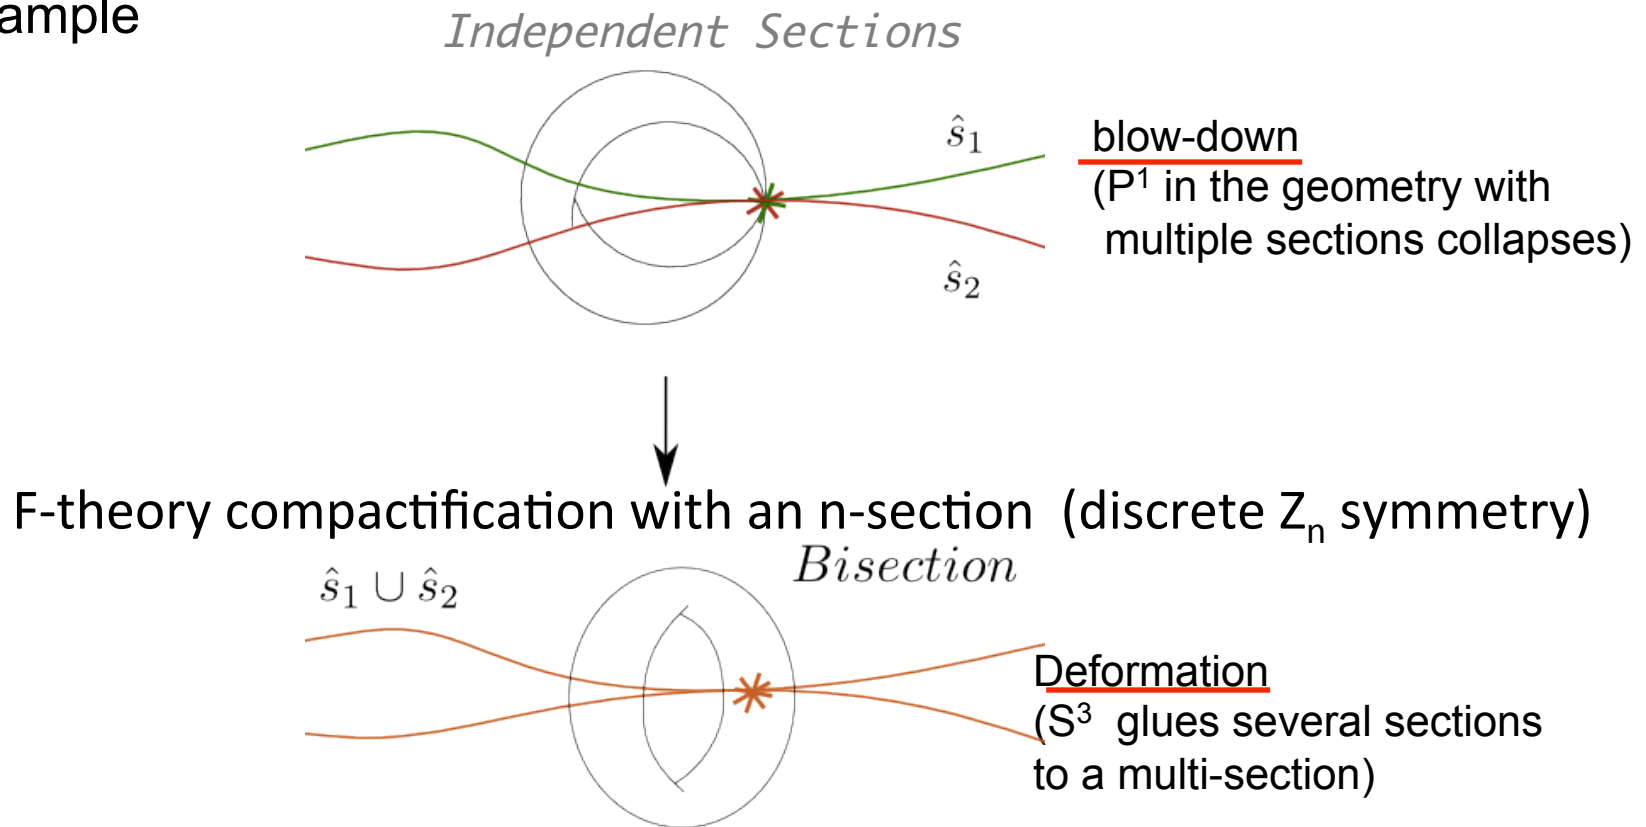 ample
Independent Sections
ŝ₁
blow-down
(P¹ in the geometry with
multiple sections collapses)
ŝ₂
F-theory compactification with an n-section (discrete Zₙ symmetry)
Bisection
ŝ₁ ∪ ŝ₂
Deformation
(S³ glues several sections
to a multi-section)